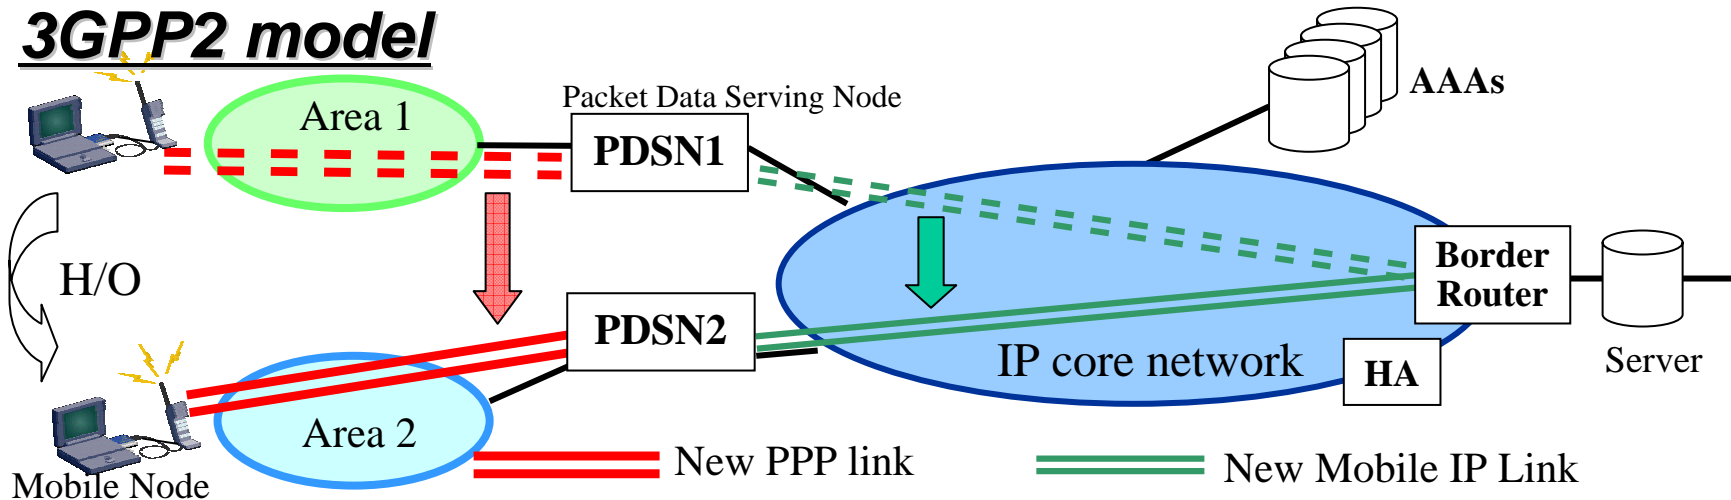 3GPP2 model
Area 1
Packet Data Serving Node
PDSN1
AAAs
H/O
PDSN2
Border
Router
IP core network
HA
Server
Area 2
Mobile Node
New PPP link
New Mobile IP Link